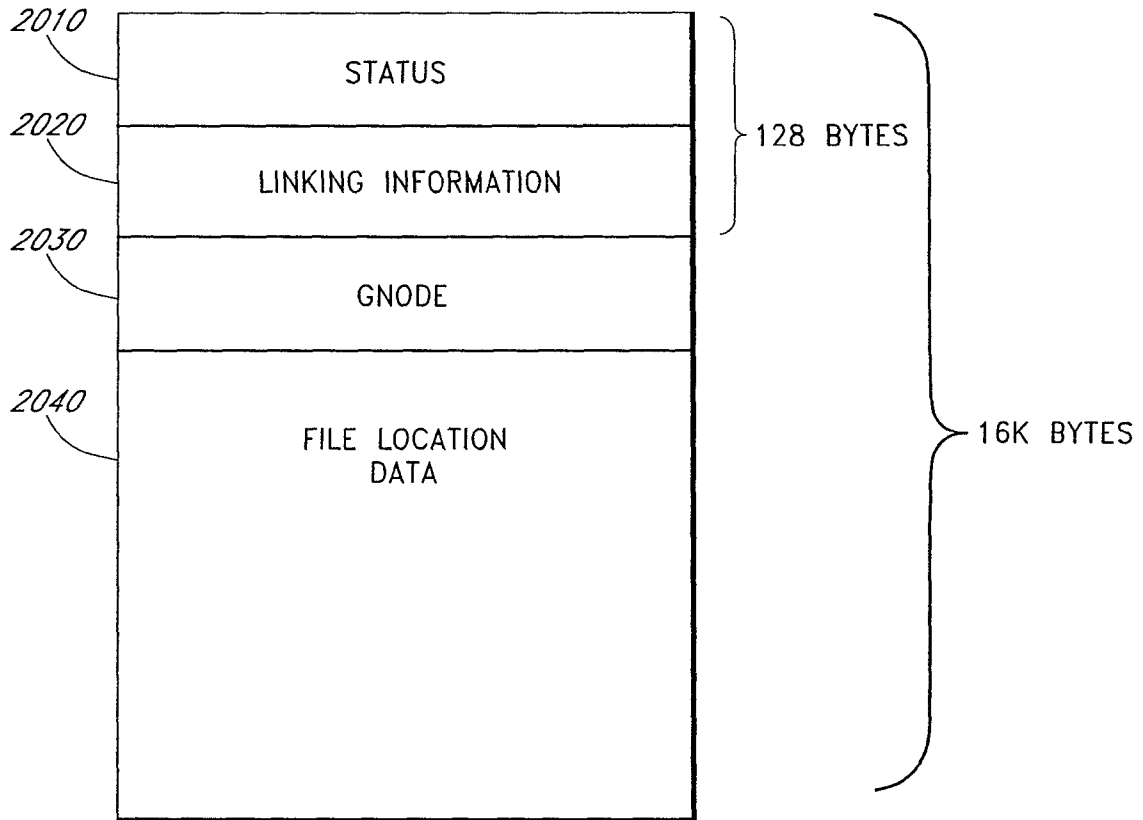 2010
STATUS
128 BYTES
2020
LINKING INFORMATION
2030
GNODE
2040
FILE LOCATION
DATA
16K BYTES